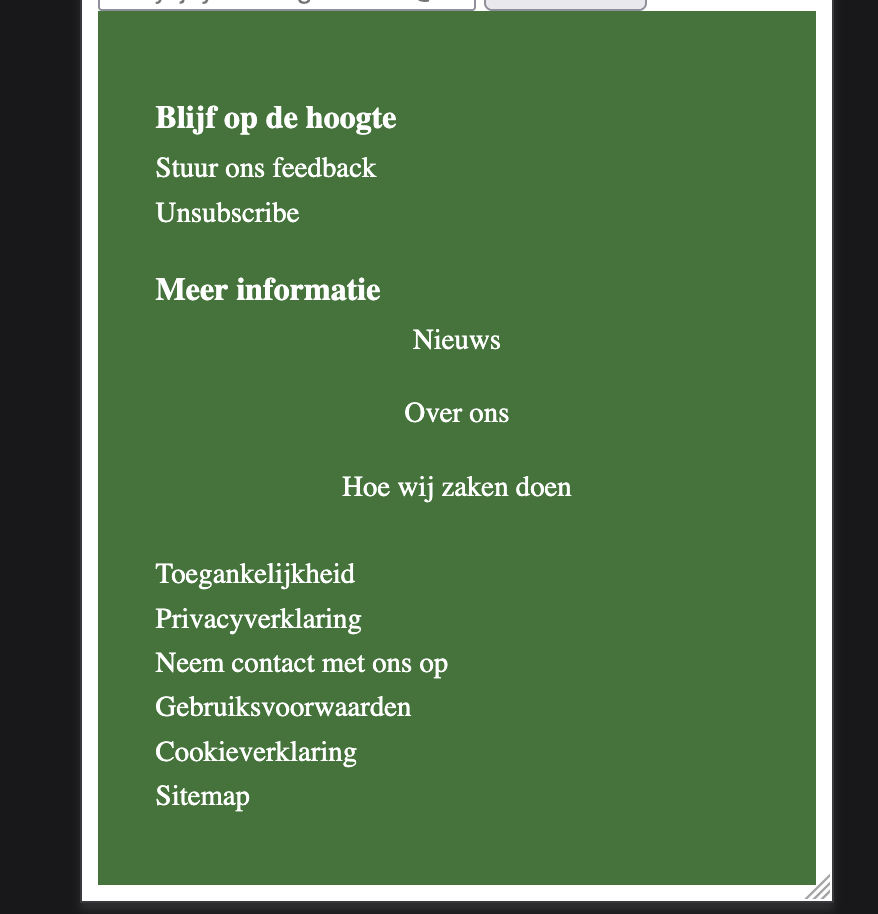 Blijf op de hoogte
Stuur ons feedback
Unsubscribe
Meer informatie
Nieuws
Over ons
Hoe wij zaken doen
Toegankelijkheid
Privacyverklaring
Neem contact met ons op
Gebruiksvoorwaarden
Cookieverklaring
Sitemap